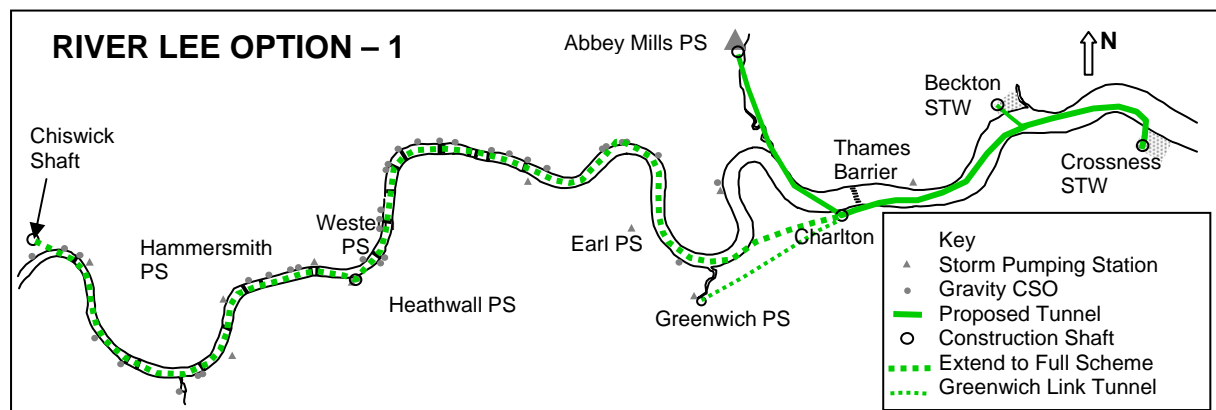 RIVER LEE OPTION – 1
Abbey Mills PS
N
Beckton
STW
Chiswick
Shaft
Thames
Barrier
Crossness
STW
Weste
PS
Hammersmith
PS
Earl PS
Charlton
Heathwall PS
Greenwich PS
Key
Storm Pumping Station
Gravity CSO
Proposed Tunnel
Construction Shaft
Extend to Full Scheme
Greenwich Link Tunnel